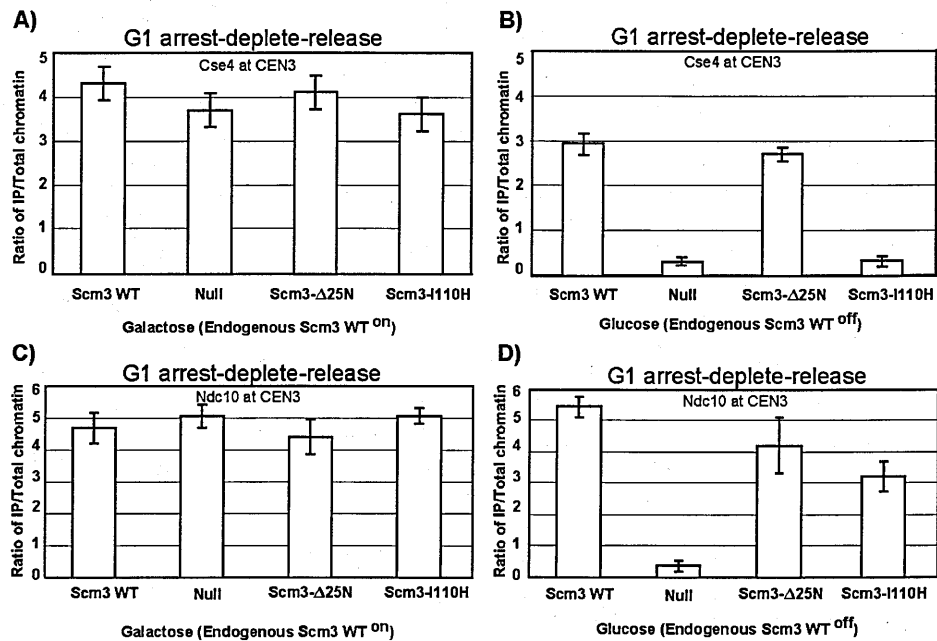 A)
G1 arrest-deplete-release
Cse4 at CEN3
Ratio of IP/Total chromatin
5
4
3
2
1
0
Scm3 WT
Null
Scm3-Δ25N
Scm3-I110H
Galactose (Endogenous Scm3 WT on)
B)
G1 arrest-deplete-release
Cse4 at CEN3
Ratio of IP/Total chromatin
5
4
3
2
1
0
Scm3 WT
Null
Scm3-Δ25N
Scm3-I110H
Glucose (Endogenous Scm3 WT off)
C)
G1 arrest-deplete-release
Ndc10 at CEN3
Ratio of IP/Total chromatin
6
5
4
3
2
1
0
Scm3 WT
Null
Scm3-Δ25N
Scm3-I110H
Galactose (Endogenous Scm3 WT on)
D)
G1 arrest-deplete-release
Ndc10 at CEN3
Ratio of IP/Total chromatin
6
5
4
3
2
1
0
Scm3 WT
Null
Scm3-Δ25N
Scm3-I110H
Glucose (Endogenous Scm3 WT off)